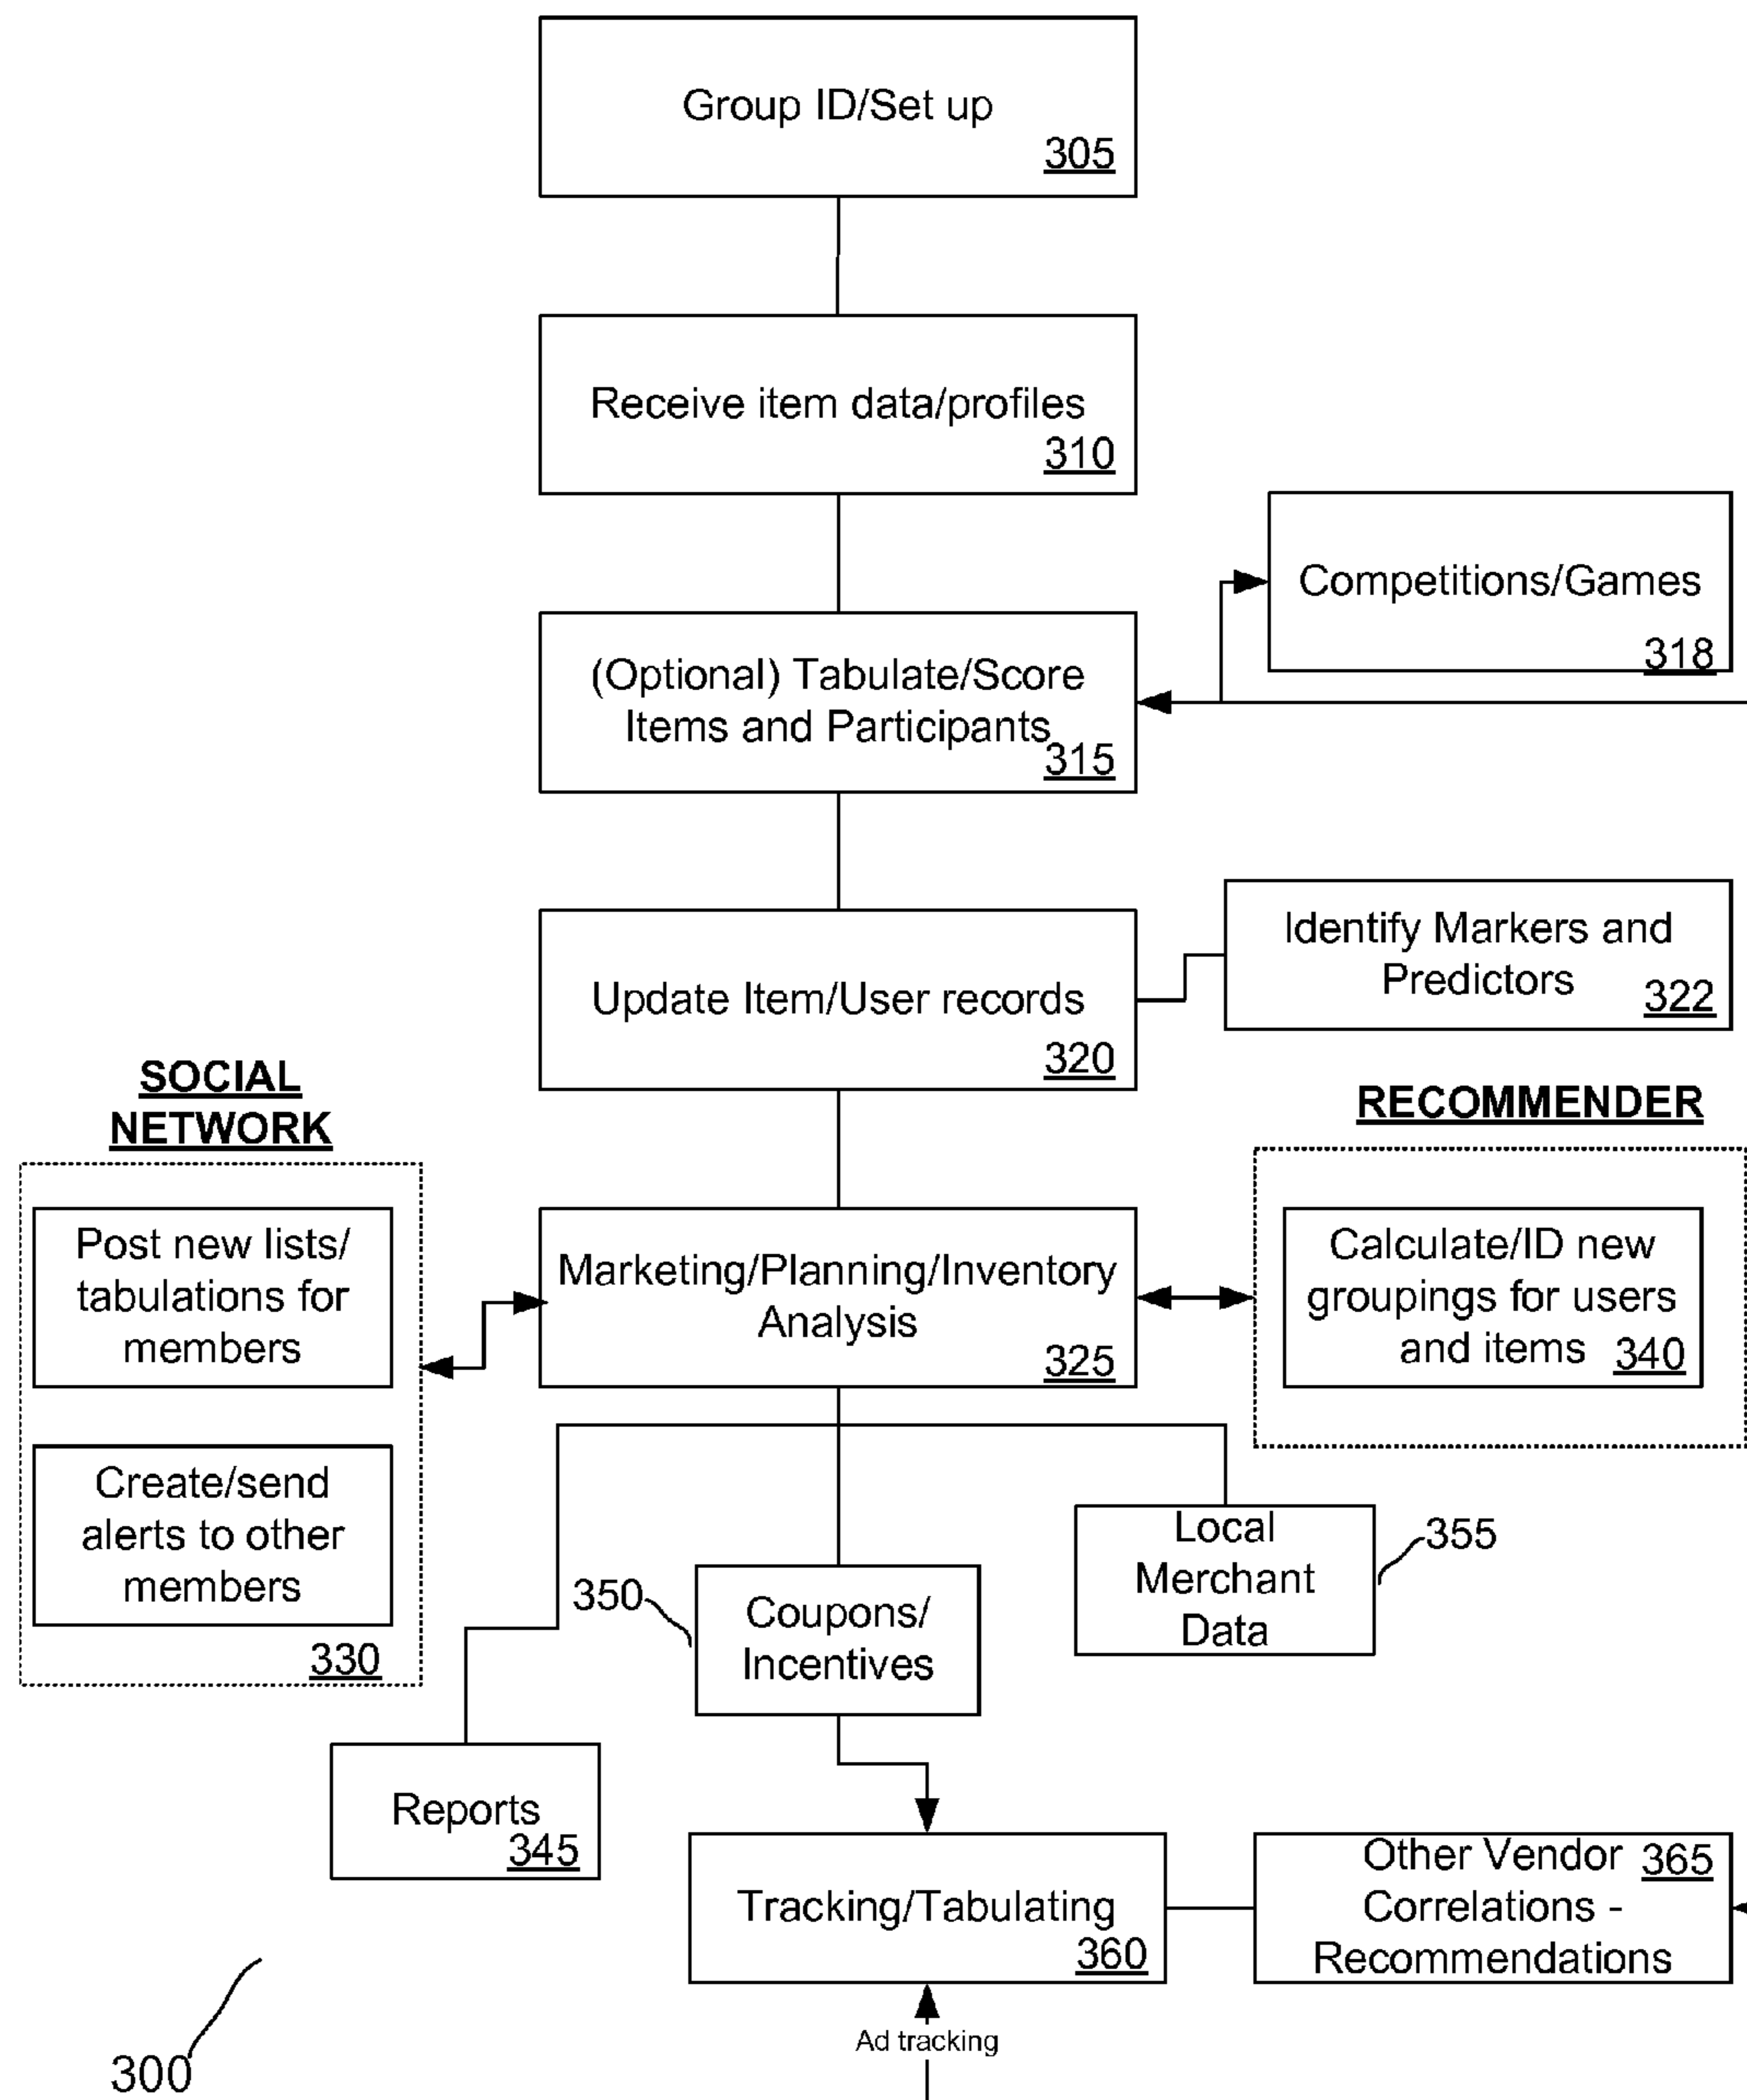 Group ID/Set up
305
Receive item data/profiles
310
Competitions/Games
318
(Optional) Tabulate/Score
Items and Participants
315
Identify Markers and
Predictors
322
Update Item/User records
320
SOCIAL
NETWORK
RECOMMENDER
Post new lists/
tabulations for
members
Marketing/Planning/Inventory
Analysis
325
Calculate/ID new
groupings for users
and items 340
Create/send
alerts to other
members
330
350
Coupons/
Incentives
Local
Merchant
Data
355
Reports
345
Tracking/Tabulating
360
Other Vendor 365
Correlations -
Recommendations
Ad tracking
300